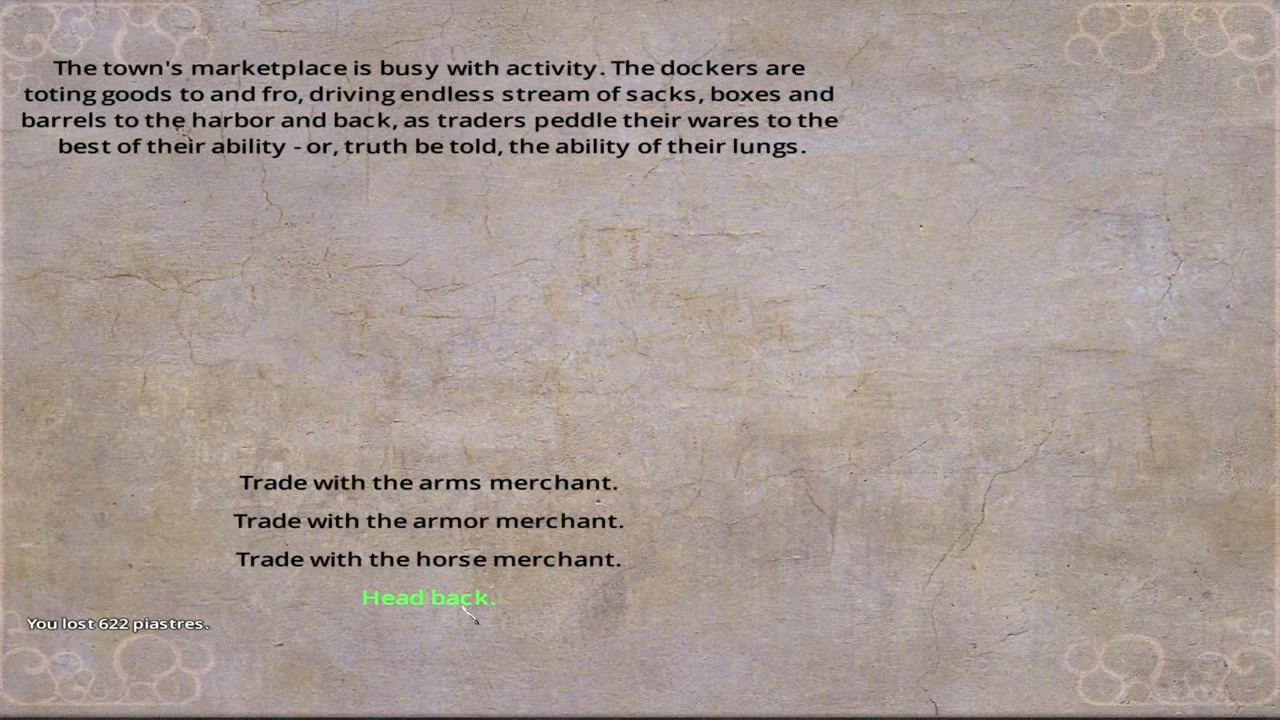 The town's marketplace is busy with activity. The dockers are
toting goods to and fro, driving endless stream of sacks, boxes and
barrels to the harbor and back, as traders peddle their wares to the
best of their ability - or, truth be told, the ability of their lungs.
Trade with the arms merchant.
Trade with the armor merchant.
Trade with the horse merchant.
Head back.
You lost 622 piastres.